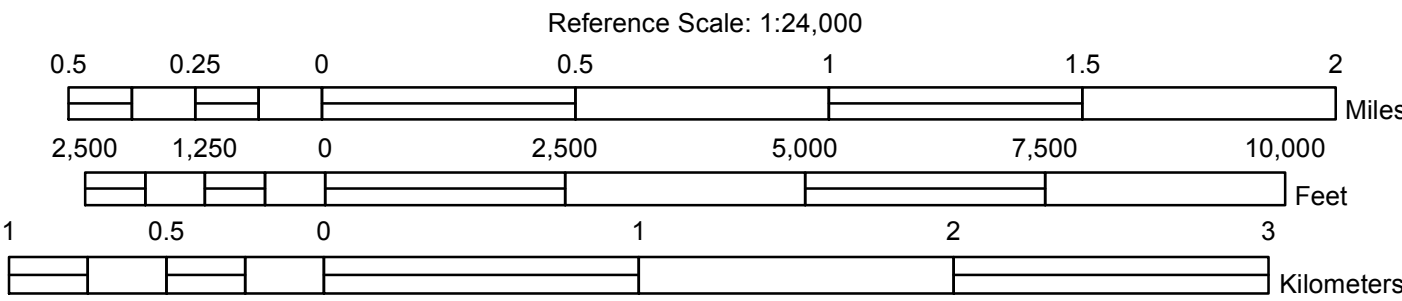 Reference Scale: 1:24,000
0.5 0.25 0 0.5 1 1.5 2
Miles
2,500 1,250 0 2,500 5,000 7,500 10,000
Feet
1 0.5 0 1 2 3
Kilometers